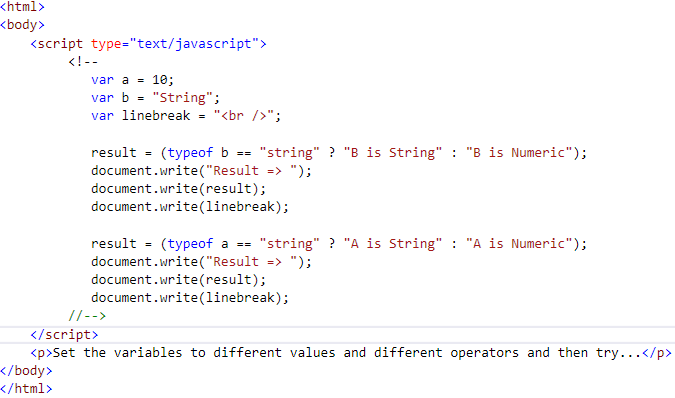 <html>
<body>
<script type="text/javascript">
<!--
var a = 10;
var b = "String";
var linebreak = "<br />";
result = (typeof b == "string" ? "B is String" : "B is Numeric");
document.write("Result => ");
document.write(result);
document.write(linebreak);
result = (typeof a == "string" ? "A is String" : "A is Numeric");
document.write("Result => ");
document.write(result);
document.write(linebreak);
//-->
</script>
<p>Set the variables to different values and different operators and then try...</p>
</body>
</html>